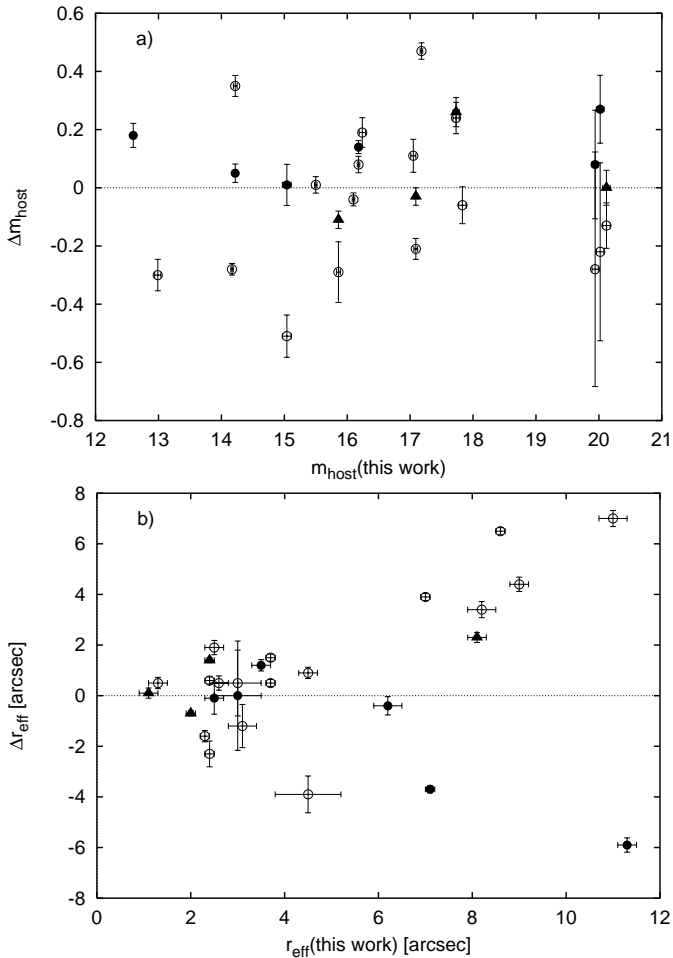 a)
0.6
0.4
0.2
0
-0.2
-0.4
-0.6
-0.8
Δm_host
12 13 14 15 16 17 18 19 20 21
m_host(this work)
b)
8
6
4
2
0
-2
-4
-6
-8
Δr_eff [arcsec]
0 2 4 6 8 10 12
r_eff(this work) [arcsec]